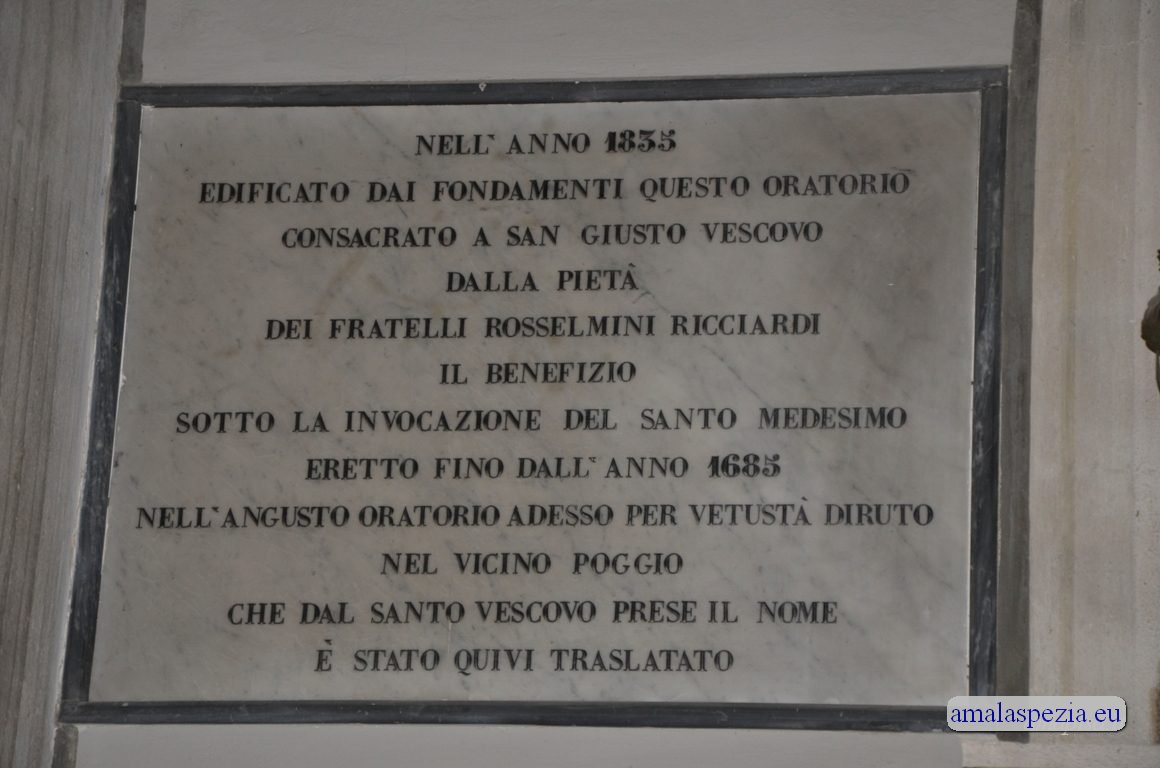 NELL' ANNO 1835
EDIFICATO DAI FONDAMENTI QUESTO ORATORIO
CONSACRATO A SAN GIUSTO VESCOVO
DALLA PIETÀ
DEI FRATELLI ROSSELMINI RICCIARDI
IL BENEFIZIO
SOTTO LA INVOCAZIONE DEL SANTO MEDESIMO
ERETTO FINO DALL' ANNO 1685
NELL'ANGUSTO ORATORIO ADESSO PER VETUSTÀ DIRUTO
NEL VICINO POGGIO
CHE DAL SANTO VESCOVO PRESE IL NOME
È STATO QUIVI TRASLATATO
amalaspezia.eu